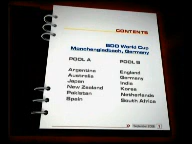 CONTENTS
BDO World Cup
Munchengladbach, Germany
POOL A
Argentina
Australia
Japan
New Zealand
Pakistan
Spain
POOL B
England
Germany
India
Korea
Netherlands
South Africa